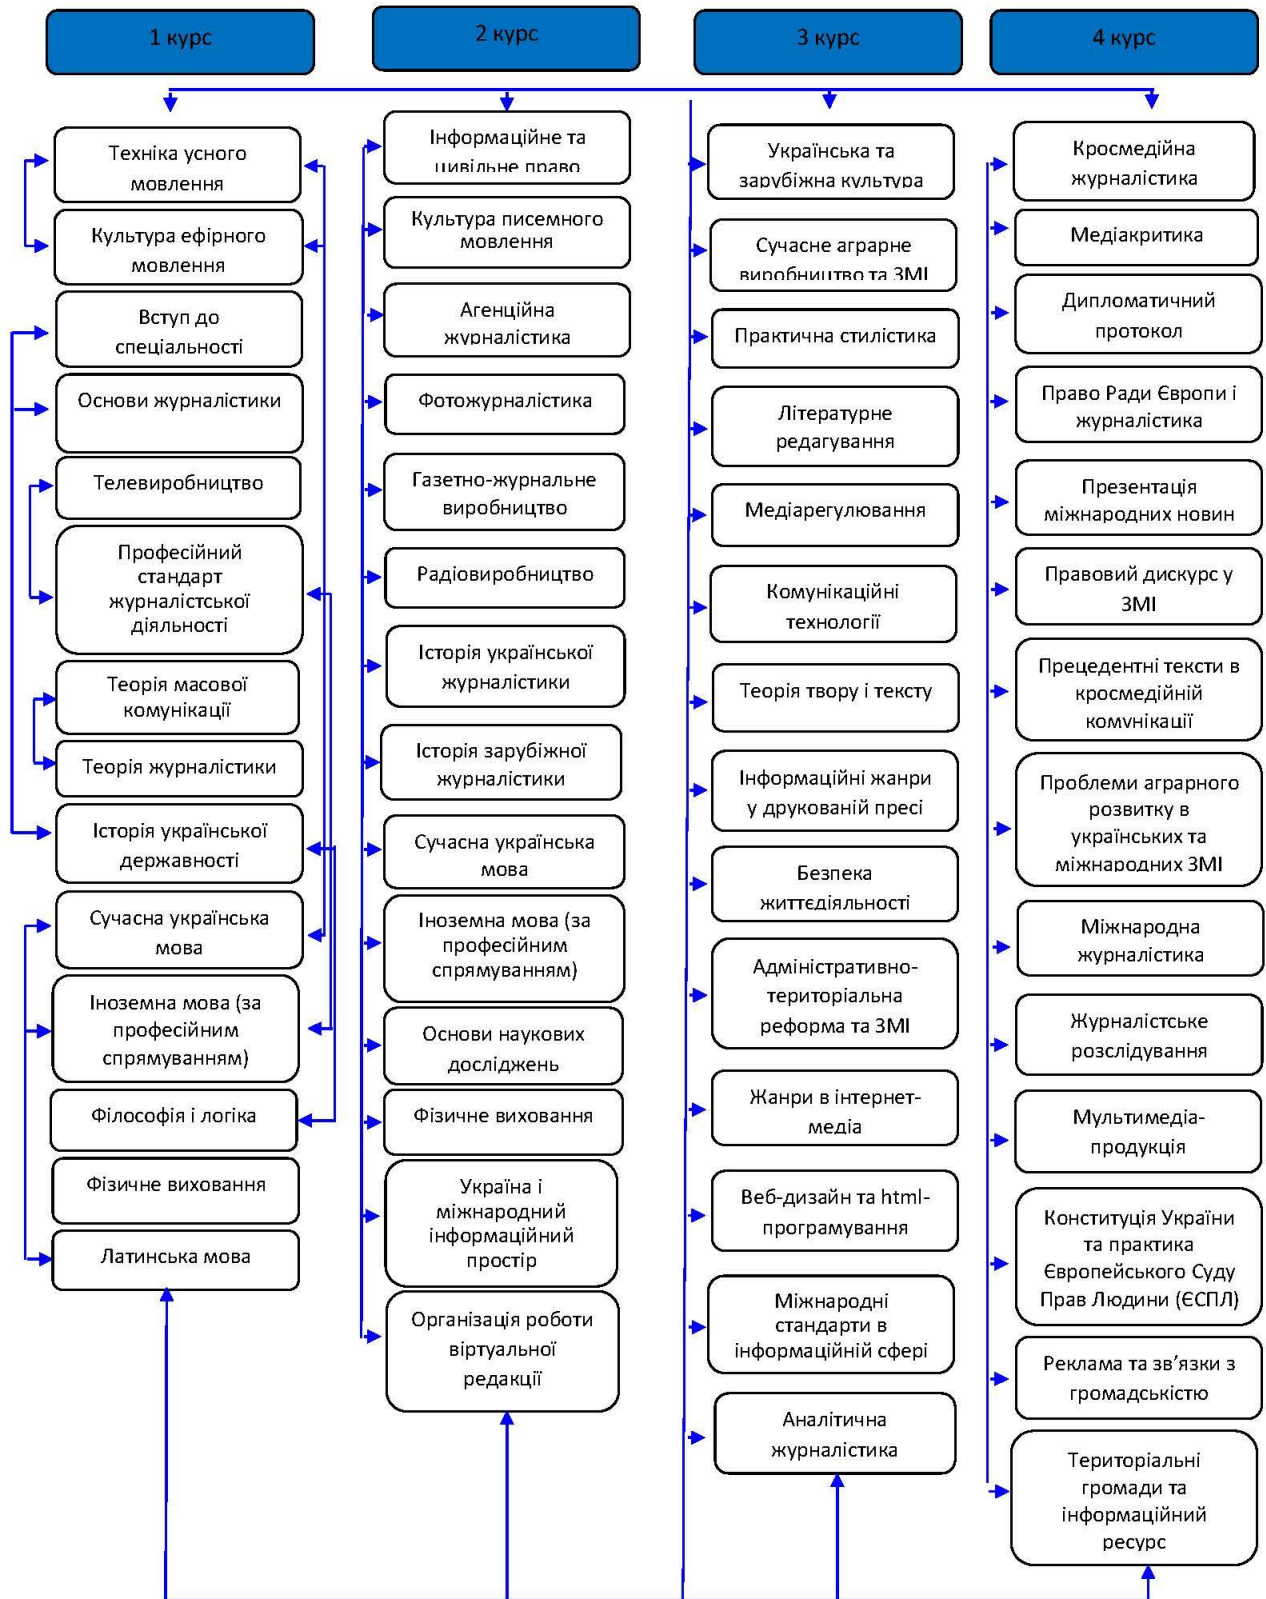 1 курс
2 курс
3 курс
4 курс
Техніка усного
мовлення
Культура ефірного
мовлення
Вступ до
спеціальності
Основи журналістики
Телевиробництво
Професійний
стандарт
журналістської
діяльності
Теорія масової
комунікації
Теорія журналістики
Історія української
державності
Сучасна українська
мова
Іноземна мова (за
професійним
спрямуванням)
Філософія і логіка
Фізичне виховання
Латинська мова
Інформаційне та
цивільне право
Культура писемного
мовлення
Агенційна
журналістика
Фотожурналістика
Газетно-журнальне
виробництво
Радіовиробництво
Історія української
журналістики
Історія зарубіжної
журналістики
Сучасна українська
мова
Іноземна мова (за
професійним
спрямуванням)
Основи наукових
досліджень
Фізичне виховання
Україна і
міжнародний
інформаційний
простір
Організація роботи
віртуальної
редакції
Українська та
зарубіжна культура
Сучасне аграрне
виробництво та ЗМІ
Практична стилістика
Літературне
редагування
Медіарегулювання
Комунікаційні
технології
Теорія твору і тексту
Інформаційні жанри
у друкованій пресі
Безпека
життєдіяльності
Адміністративно-
територіальна
реформа та ЗМІ
Жанри в інтернет-
медіа
Веб-дизайн та html-
програмування
Міжнародні
стандарти в
інформаційній сфері
Аналітична
журналістика
Кросмедійна
журналістика
Медіакритика
Дипломатичний
протокол
Право Ради Європи і
журналістика
Презентація
міжнародних новин
Правовий дискурс у
ЗМІ
Прецедентні тексти в
кросмедійній
комунікації
Проблеми аграрного
розвитку в
українських та
міжнародних ЗМІ
Міжнародна
журналістика
Журналістське
розслідування
Мультимедіа-
продукція
Конституція України
та практика
Європейського Суду
Прав Людини (ЄСПЛ)
Реклама та зв’язки з
громадськістю
Територіальні
громади та
інформаційний
ресурс